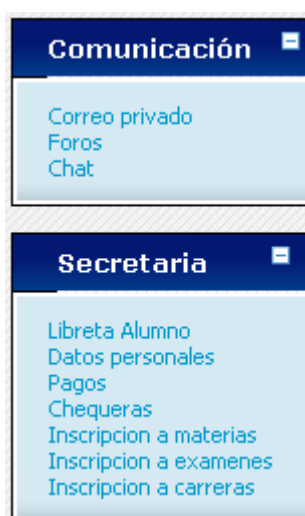 Comunicación
Correo privado
Foros
Chat
Secretaria
Libreta Alumno
Datos personales
Pagos
Chequeras
Inscripcion a materias
Inscripcion a examenes
Inscripcion a carreras